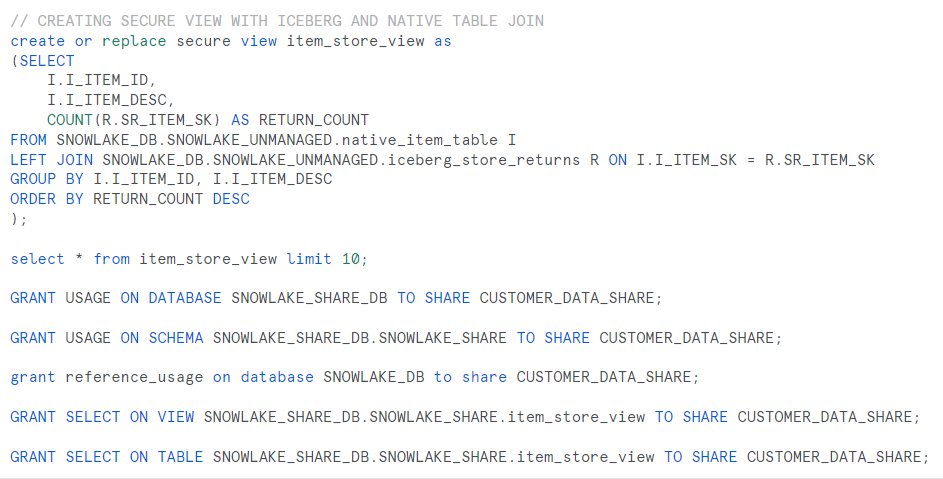 // CREATING SECURE VIEW WITH ICEBERG AND NATIVE TABLE JOIN
create or replace secure view item_store_view as
(SELECT
    I.I_ITEM_ID,
    I.I_ITEM_DESC,
    COUNT(R.SR_ITEM_SK) AS RETURN_COUNT
FROM SNOWLAKE_DB.SNOWLAKE_UNMANAGED.native_item_table I
LEFT JOIN SNOWLAKE_DB.SNOWLAKE_UNMANAGED.iceberg_store_returns R ON I.I_ITEM_SK = R.SR_ITEM_SK
GROUP BY I.I_ITEM_ID, I.I_ITEM_DESC
ORDER BY RETURN_COUNT DESC
);
select * from item_store_view limit 10;
GRANT USAGE ON DATABASE SNOWLAKE_SHARE_DB TO SHARE CUSTOMER_DATA_SHARE;
GRANT USAGE ON SCHEMA SNOWLAKE_SHARE_DB.SNOWLAKE_SHARE TO SHARE CUSTOMER_DATA_SHARE;
grant reference_usage on database SNOWLAKE_DB to share CUSTOMER_DATA_SHARE;
GRANT SELECT ON VIEW SNOWLAKE_SHARE_DB.SNOWLAKE_SHARE.item_store_view TO SHARE CUSTOMER_DATA_SHARE;
GRANT SELECT ON TABLE SNOWLAKE_SHARE_DB.SNOWLAKE_SHARE.item_store_view TO SHARE CUSTOMER_DATA_SHARE;